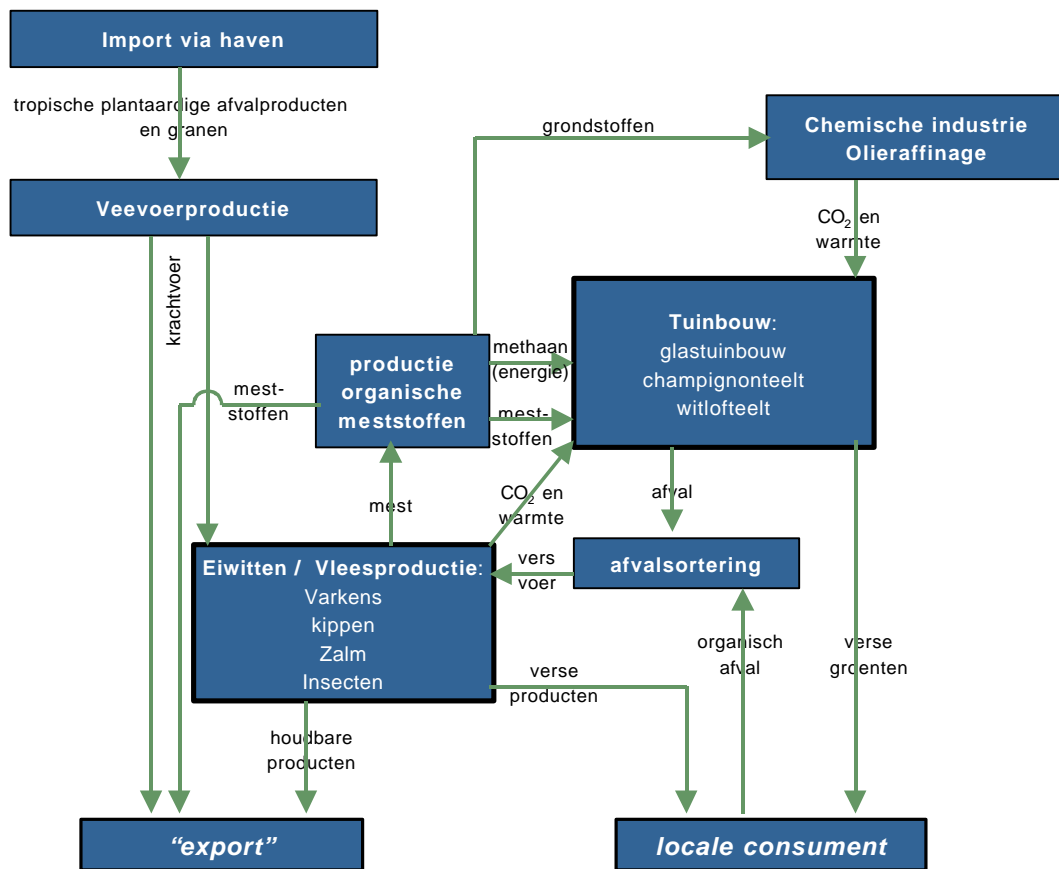 Import via haven
tropische plantaardige afvalproducten
en granen
grondstoffen
Chemische industrie
Olieraffinage
Veevoerproductie
CO₂ en
warmte
krachtvoer
Tuinbouw:
glastuinbouw
champignonteelt
witlofteelt
productie
organische
meststoffen
methaan
(energie)
mest-
stoffen
mest-
stoffen
mest
CO₂ en
warmte
afval
Eiwitten / Vleesproductie:
Varkens
kippen
Zalm
Insecten
vers
voer
afvalsortering
organisch
afval
verse
groenten
verse
producten
houdbare
producten
“export”
locale consument